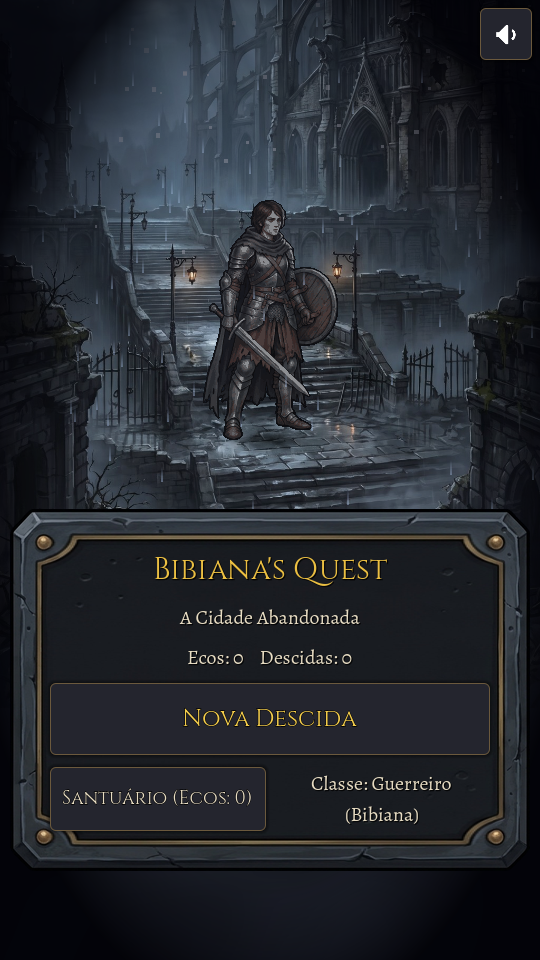 Bibiana's Quest
A Cidade Abandonada
Ecos: 0 Descidas: 0
Nova Descida
Santuário (Ecos: 0)
Classe: Guerreiro
(Bibiana)